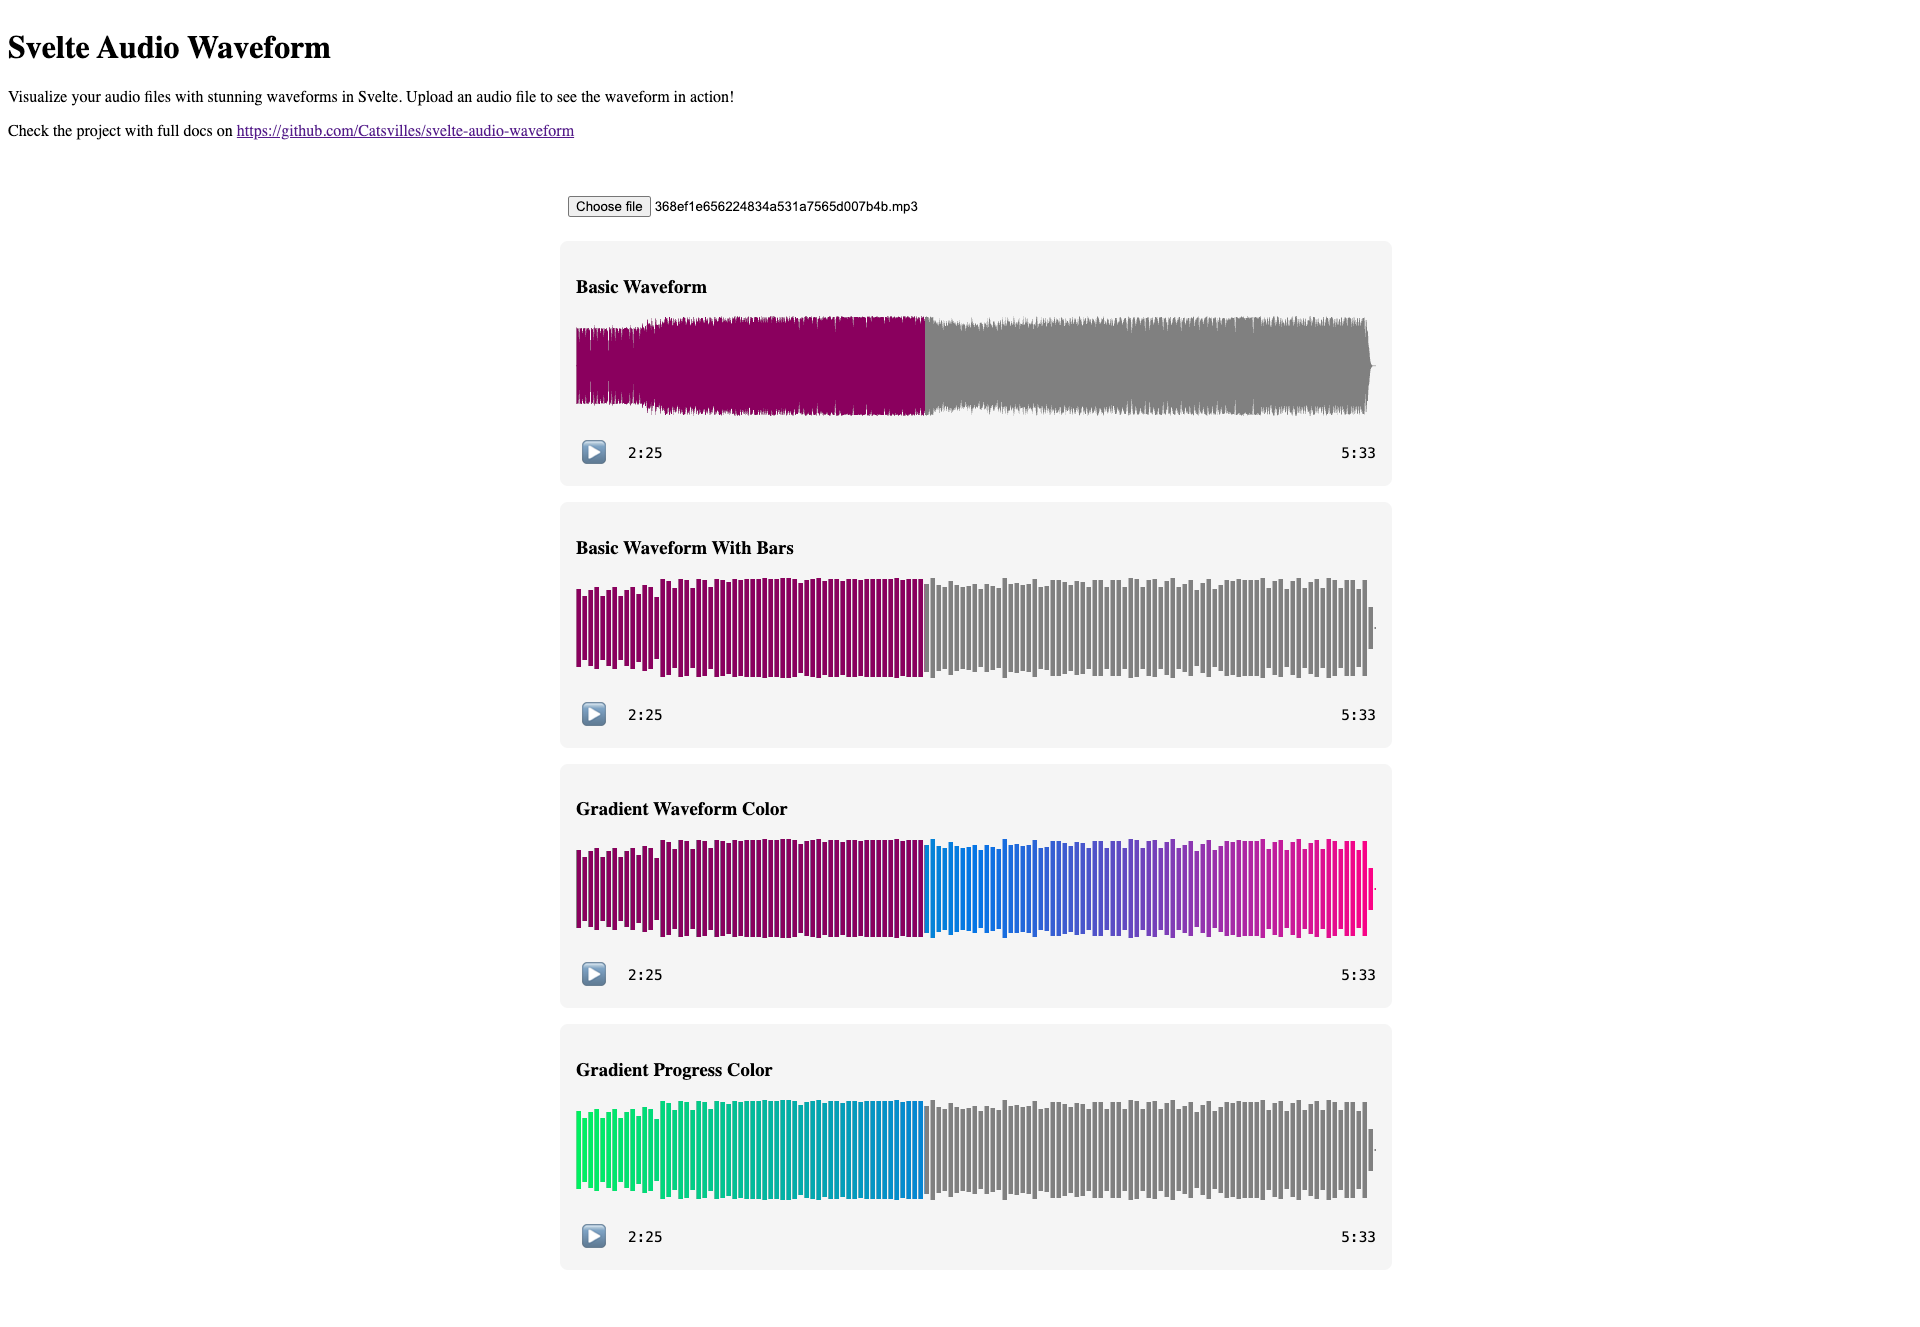 Svelte Audio Waveform
Visualize your audio files with stunning waveforms in Svelte. Upload an audio file to see the waveform in action!
Check the project with full docs on https://github.com/Catsvilles/svelte-audio-waveform
Choose file 368ef1e656224834a531a7565d007b4b.mp3
Basic Waveform
2:25 5:33
Basic Waveform With Bars
2:25 5:33
Gradient Waveform Color
2:25 5:33
Gradient Progress Color
2:25 5:33